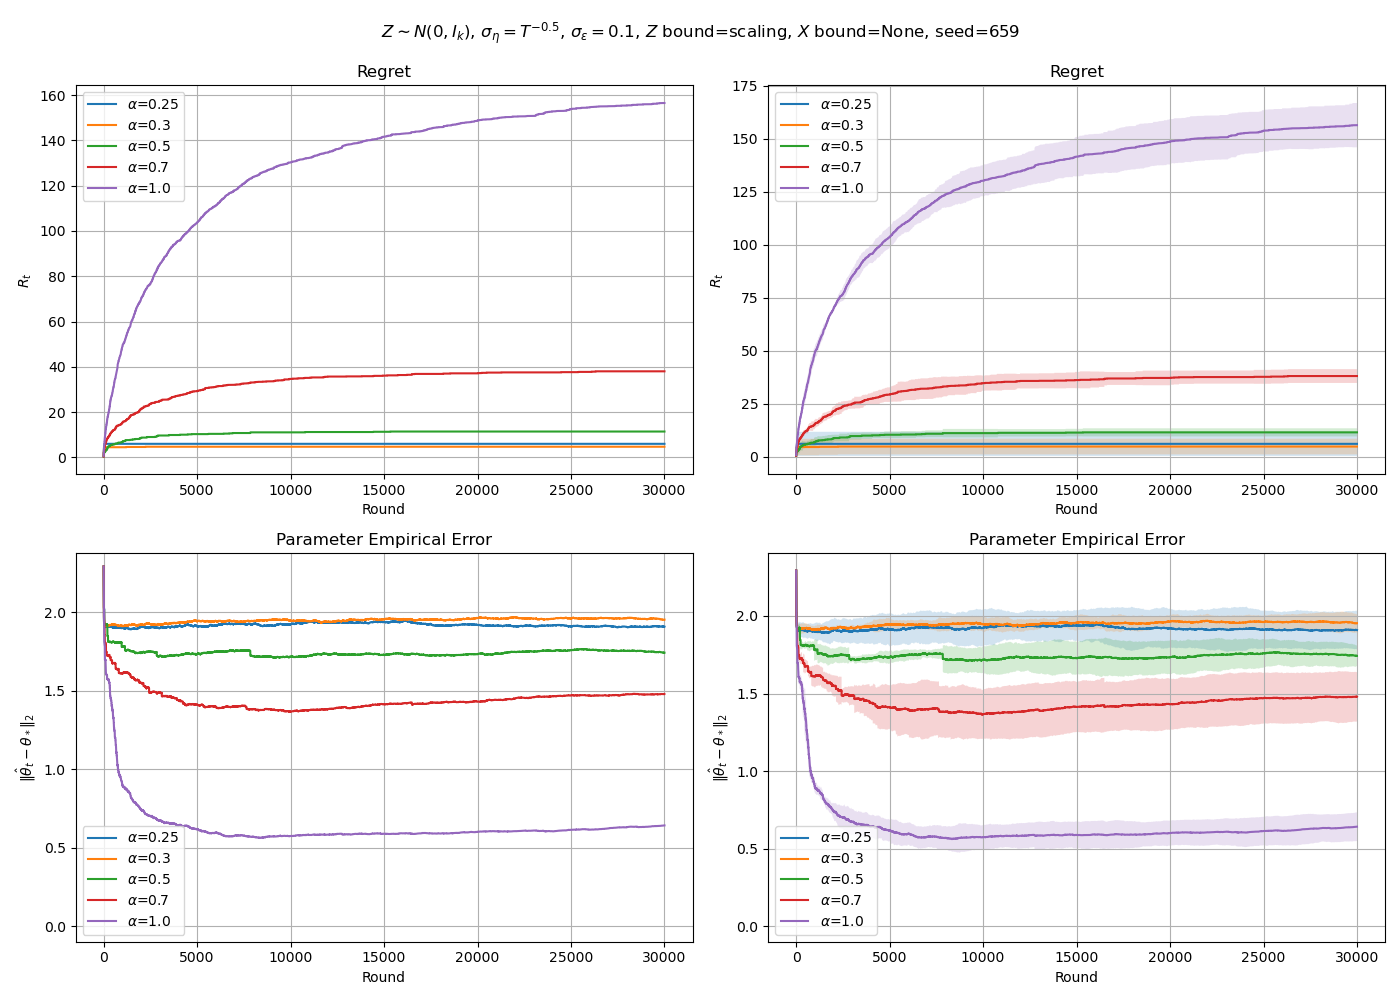 Z ~ N(0, I_k), σ_η = T^{-0.5}, σ_ε = 0.1, Z bound=scaling, X bound=None, seed=659
Regret
R_t
160
140
120
100
80
60
40
20
0
α=0.25
α=0.3
α=0.5
α=0.7
α=1.0
0 5000 10000 15000 20000 25000 30000
Round
Regret
R_t
175
150
125
100
75
50
25
0
α=0.25
α=0.3
α=0.5
α=0.7
α=1.0
0 5000 10000 15000 20000 25000 30000
Round
Parameter Empirical Error
‖θ̂_t − θ_*‖_2
2.0
1.5
1.0
0.5
0.0
α=0.25
α=0.3
α=0.5
α=0.7
α=1.0
0 5000 10000 15000 20000 25000 30000
Round
Parameter Empirical Error
‖θ̂_t − θ_*‖_2
2.0
1.5
1.0
0.5
0.0
α=0.25
α=0.3
α=0.5
α=0.7
α=1.0
0 5000 10000 15000 20000 25000 30000
Round